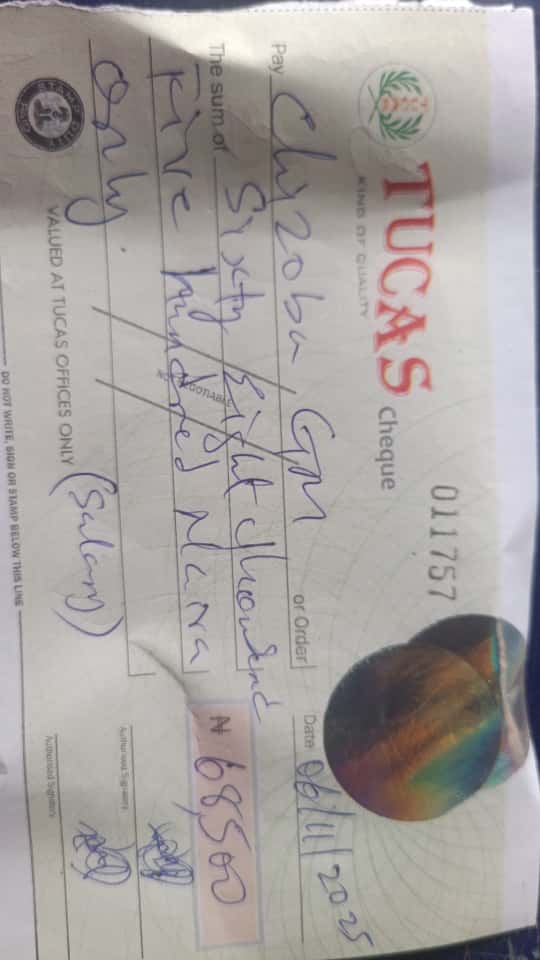 011757
TUCAS Cheque
KING OF QUALITY
Date 06/11/2025
Pay Chizoba GM or Order
The sum of Sixty Eight thousand
Five hundred Naira
₦ 68,500
only.
NOT NEGOTIABLE
Authorised Signatory
VALUED AT TUCAS OFFICES ONLY (Salary)
Authorised Signatory
DO NOT WRITE, SIGN OR STAMP BELOW THIS LINE